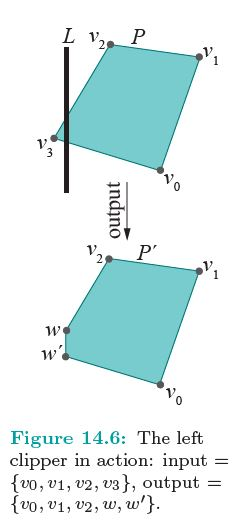 L v₂ P
v₁
v₃
v₀
output
v₂ P′
v₁
w
w′
v₀
Figure 14.6: The left
clipper in action: input =
{v₀, v₁, v₂, v₃}, output =
{v₀, v₁, v₂, w, w′}.